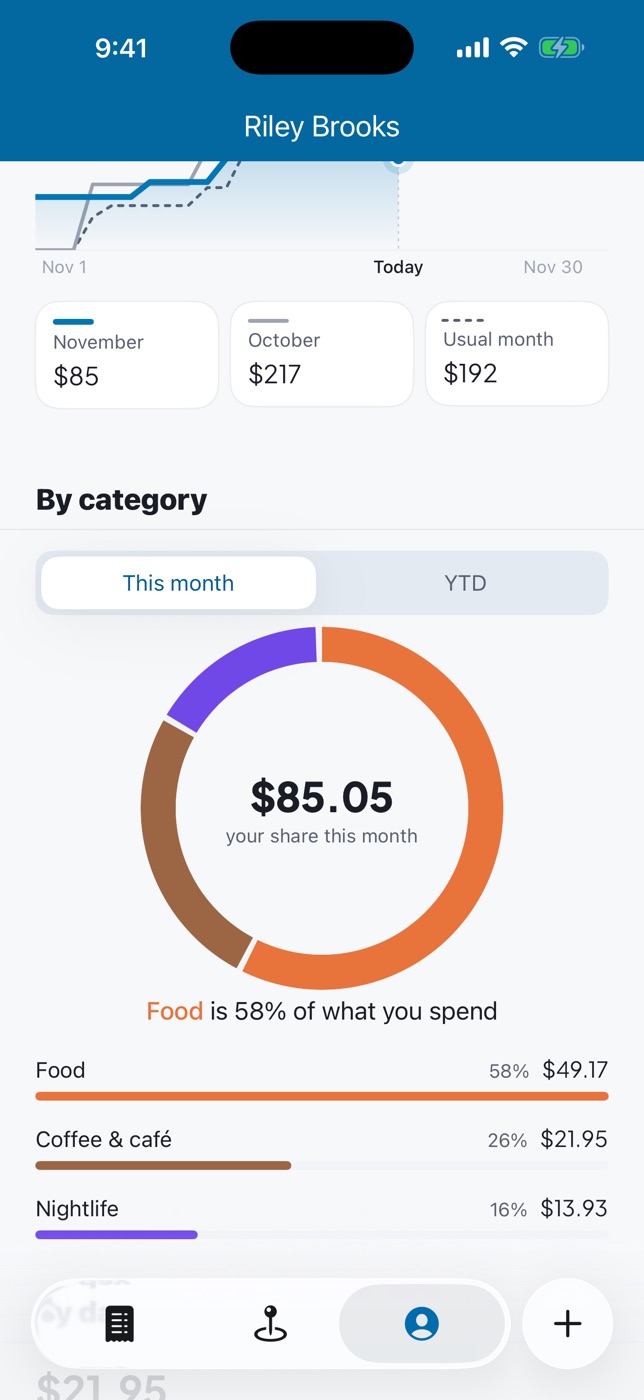 9:41
Riley Brooks
Nov 1 Today Nov 30
November October Usual month
$85 $217 $192
By category
This month YTD
$85.05
your share this month
Food is 58% of what you spend
Food 58% $49.17
Coffee & café 26% $21.95
Nightlife 16% $13.93
$21.95